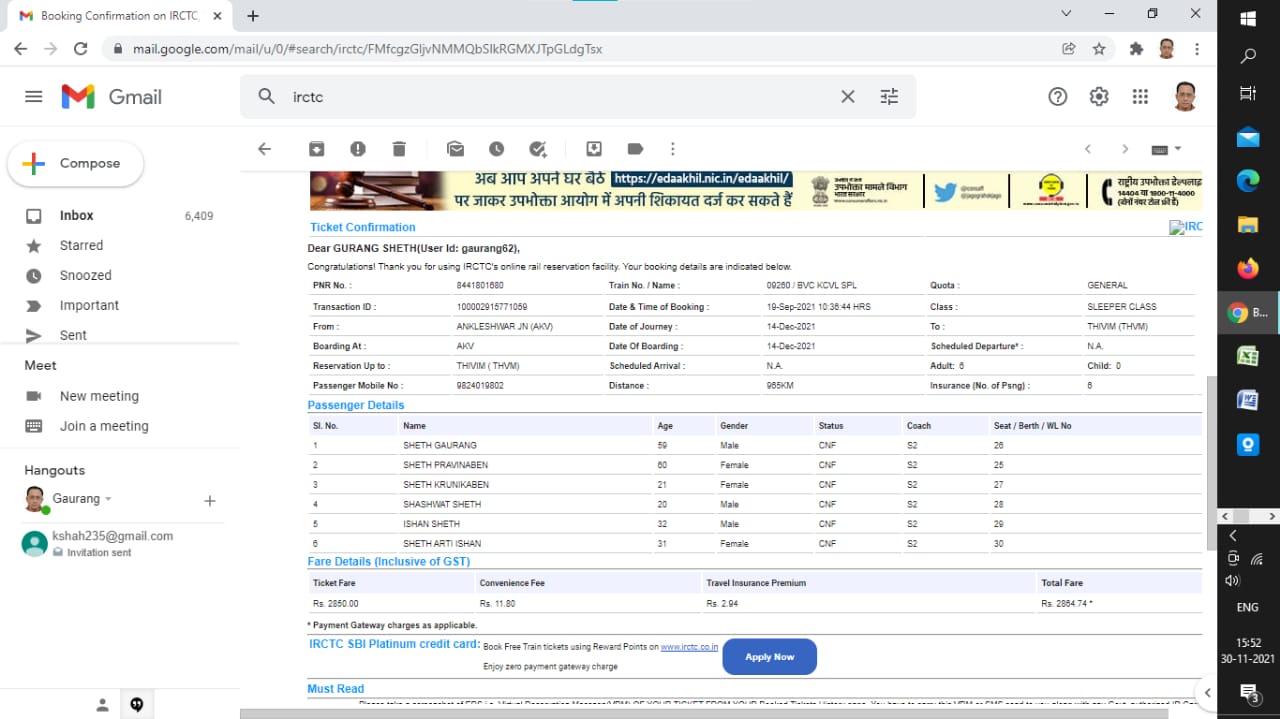 Booking Confirmation on IRCTC,
mail.google.com/mail/u/0/#search/irctc/FMfcgzGljvNMMQbSlkRGMXJTpGLdgTsx
Gmail
irctc
Compose
Inbox 6,409
Starred
Snoozed
Important
Sent
Meet
New meeting
Join a meeting
Hangouts
Gaurang
kshah235@gmail.com
Invitation sent
अब आप अपने घर बैठे https://edaakhil.nic.in/edaakhil/
पर जाकर उपभोक्ता आयोग में अपनी शिकायत दर्ज कर सकते हैं
उपभोक्ता मामले विभाग
भारत सरकार
राष्ट्रीय उपभोक्ता हेल्पलाइ
14404 या 1800-11-4000
Ticket Confirmation
IRC
Dear GURANG SHETH(User Id: gaurang62),
Congratulations! Thank you for using IRCTC's online rail reservation facility. Your booking details are indicated below.
PNR No. : 8441801680 Train No. / Name : 09260 / BVC KCVL SPL Quota : GENERAL
Transaction ID : 100002915771059 Date & Time of Booking : 19-Sep-2021 10:36:44 HRS Class : SLEEPER CLASS
From : ANKLESHWAR JN (AKV) Date of Journey : 14-Dec-2021 To : THIVIM (THVM)
Boarding At : AKV Date Of Boarding : 14-Dec-2021 Scheduled Departure* : N.A.
Reservation Up to : THIVIM ( THVM) Scheduled Arrival : N.A. Adult: 6 Child: 0
Passenger Mobile No : 9824019802 Distance : 965KM Insurance (No. of Psng) : 6
Passenger Details
Sl. No. Name Age Gender Status Coach Seat / Berth / WL No
1 SHETH GAURANG 59 Male CNF S2 26
2 SHETH PRAVINABEN 60 Female CNF S2 25
3 SHETH KRUNIKABEN 21 Female CNF S2 27
4 SHASHWAT SHETH 20 Male CNF S2 28
5 ISHAN SHETH 32 Male CNF S2 29
6 SHETH ARTI ISHAN 31 Female CNF S2 30
Fare Details (Inclusive of GST)
Ticket Fare Convenience Fee Travel Insurance Premium Total Fare
Rs. 2850.00 Rs. 11.80 Rs. 2.94 Rs. 2864.74 *
* Payment Gateway charges as applicable.
IRCTC SBI Platinum credit card: Book Free Train tickets using Reward Points on www.irctc.co.in
Enjoy zero payment gateway charge
Apply Now
Must Read
B...
ENG
15:52
30-11-2021
3